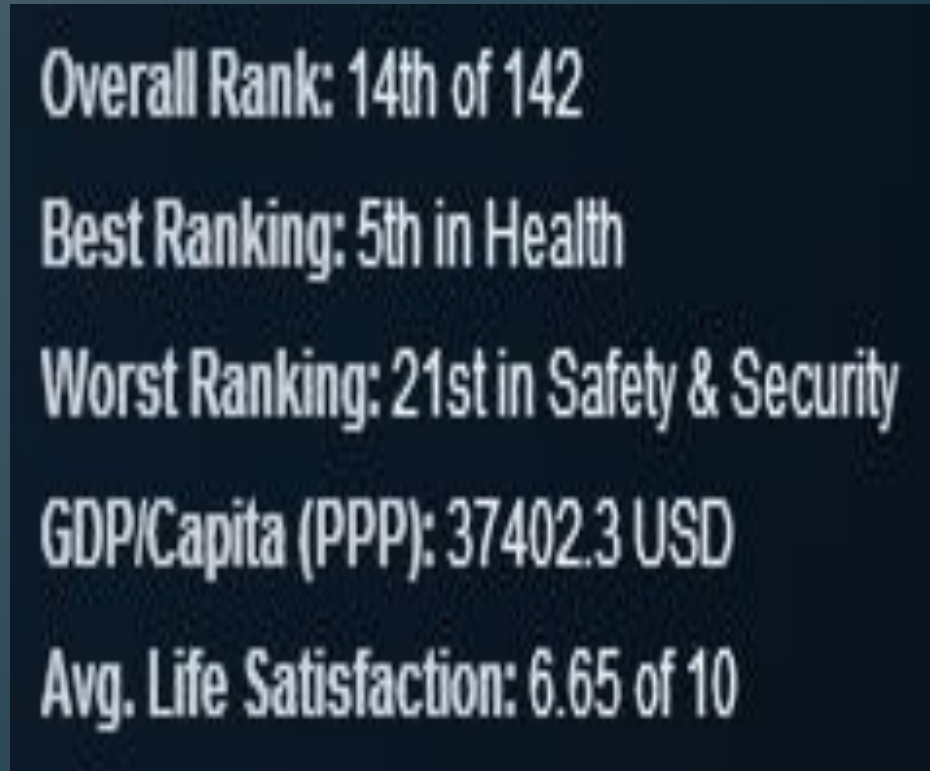 Overall Rank: 14th of 142
Best Ranking: 5th in Health
Worst Ranking: 21st in Safety & Security
GDP/Capita (PPP): 37402.3 USD
Avg. Life Satisfaction: 6.65 of 10